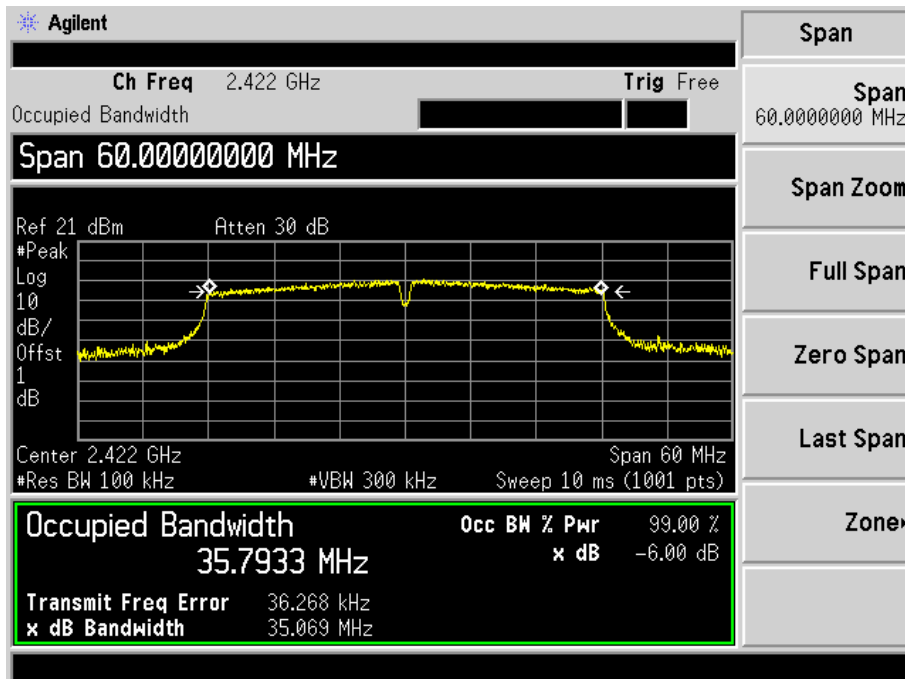 Agilent
Span
Ch Freq 2.422 GHz Trig Free
Occupied Bandwidth
Span 60.00000000 MHz
Ref 21 dBm Atten 30 dB
#Peak
Log
10
dB/
Offst
1
dB
Center 2.422 GHz Span 60 MHz
#Res BW 100 kHz #VBW 300 kHz Sweep 10 ms (1001 pts)
Occupied Bandwidth
35.7933 MHz
Occ BW % Pwr 99.00 %
x dB -6.00 dB
Transmit Freq Error 36.268 kHz
x dB Bandwidth 35.069 MHz
Span
60.0000000 MHz
Span Zoom
Full Span
Zero Span
Last Span
Zone